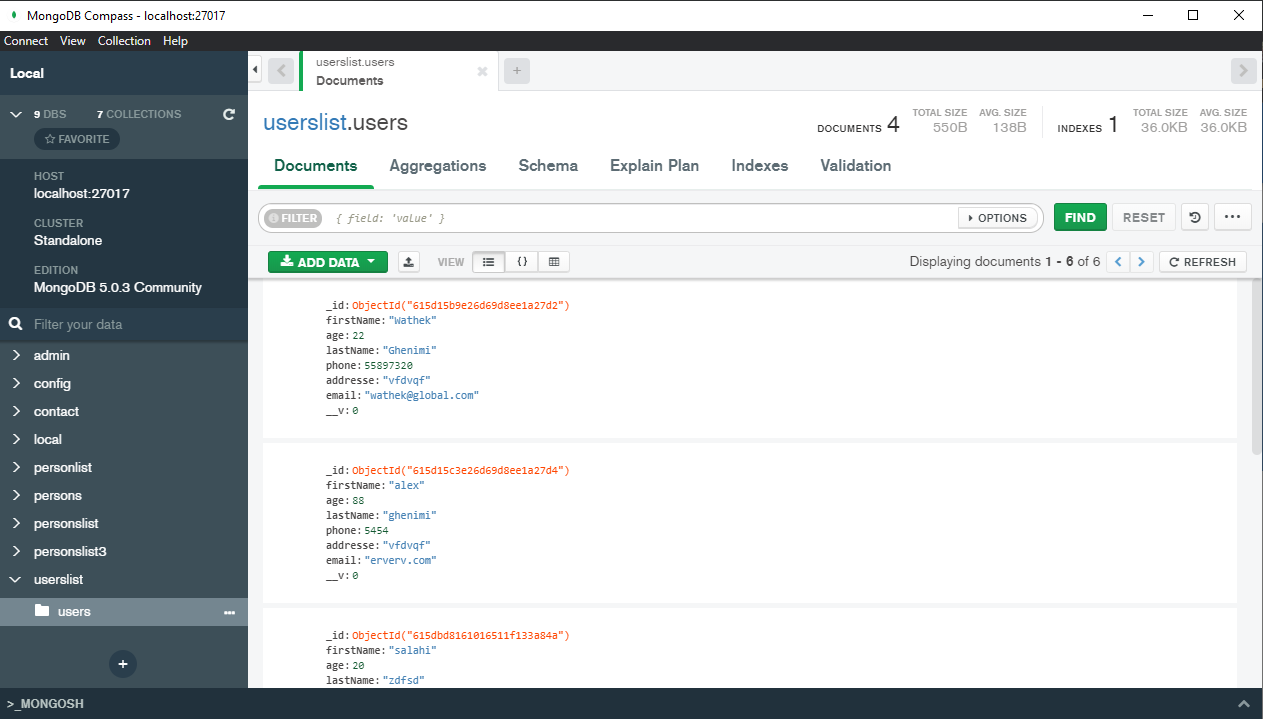 MongoDB Compass - localhost:27017
Connect View Collection Help
Local
9 DBS 7 COLLECTIONS
FAVORITE
HOST
localhost:27017
CLUSTER
Standalone
EDITION
MongoDB 5.0.3 Community
Filter your data
admin
config
contact
local
personlist
persons
personslist
personslist3
userslist
users
userslist.users
Documents
userslist.users
DOCUMENTS 4
TOTAL SIZE
550B
AVG. SIZE
138B
INDEXES 1
TOTAL SIZE
36.0KB
AVG. SIZE
36.0KB
Documents Aggregations Schema Explain Plan Indexes Validation
FILTER { field: 'value' } OPTIONS FIND RESET
ADD DATA VIEW {} Displaying documents 1 - 6 of 6 REFRESH
_id: ObjectId("615d15b9e26d69d8ee1a27d2")
firstName: "Wathek"
age: 22
lastName: "Ghenimi"
phone: 55897320
addresse: "vfdvqf"
email: "wathek@global.com"
__v: 0
_id: ObjectId("615d15c3e26d69d8ee1a27d4")
firstName: "alex"
age: 88
lastName: "ghenimi"
phone: 5454
addresse: "vfdvqf"
email: "erverv.com"
__v: 0
_id: ObjectId("615dbd8161016511f133a84a")
firstName: "salahi"
age: 20
lastName: "zdfsd"
>_MONGOSH